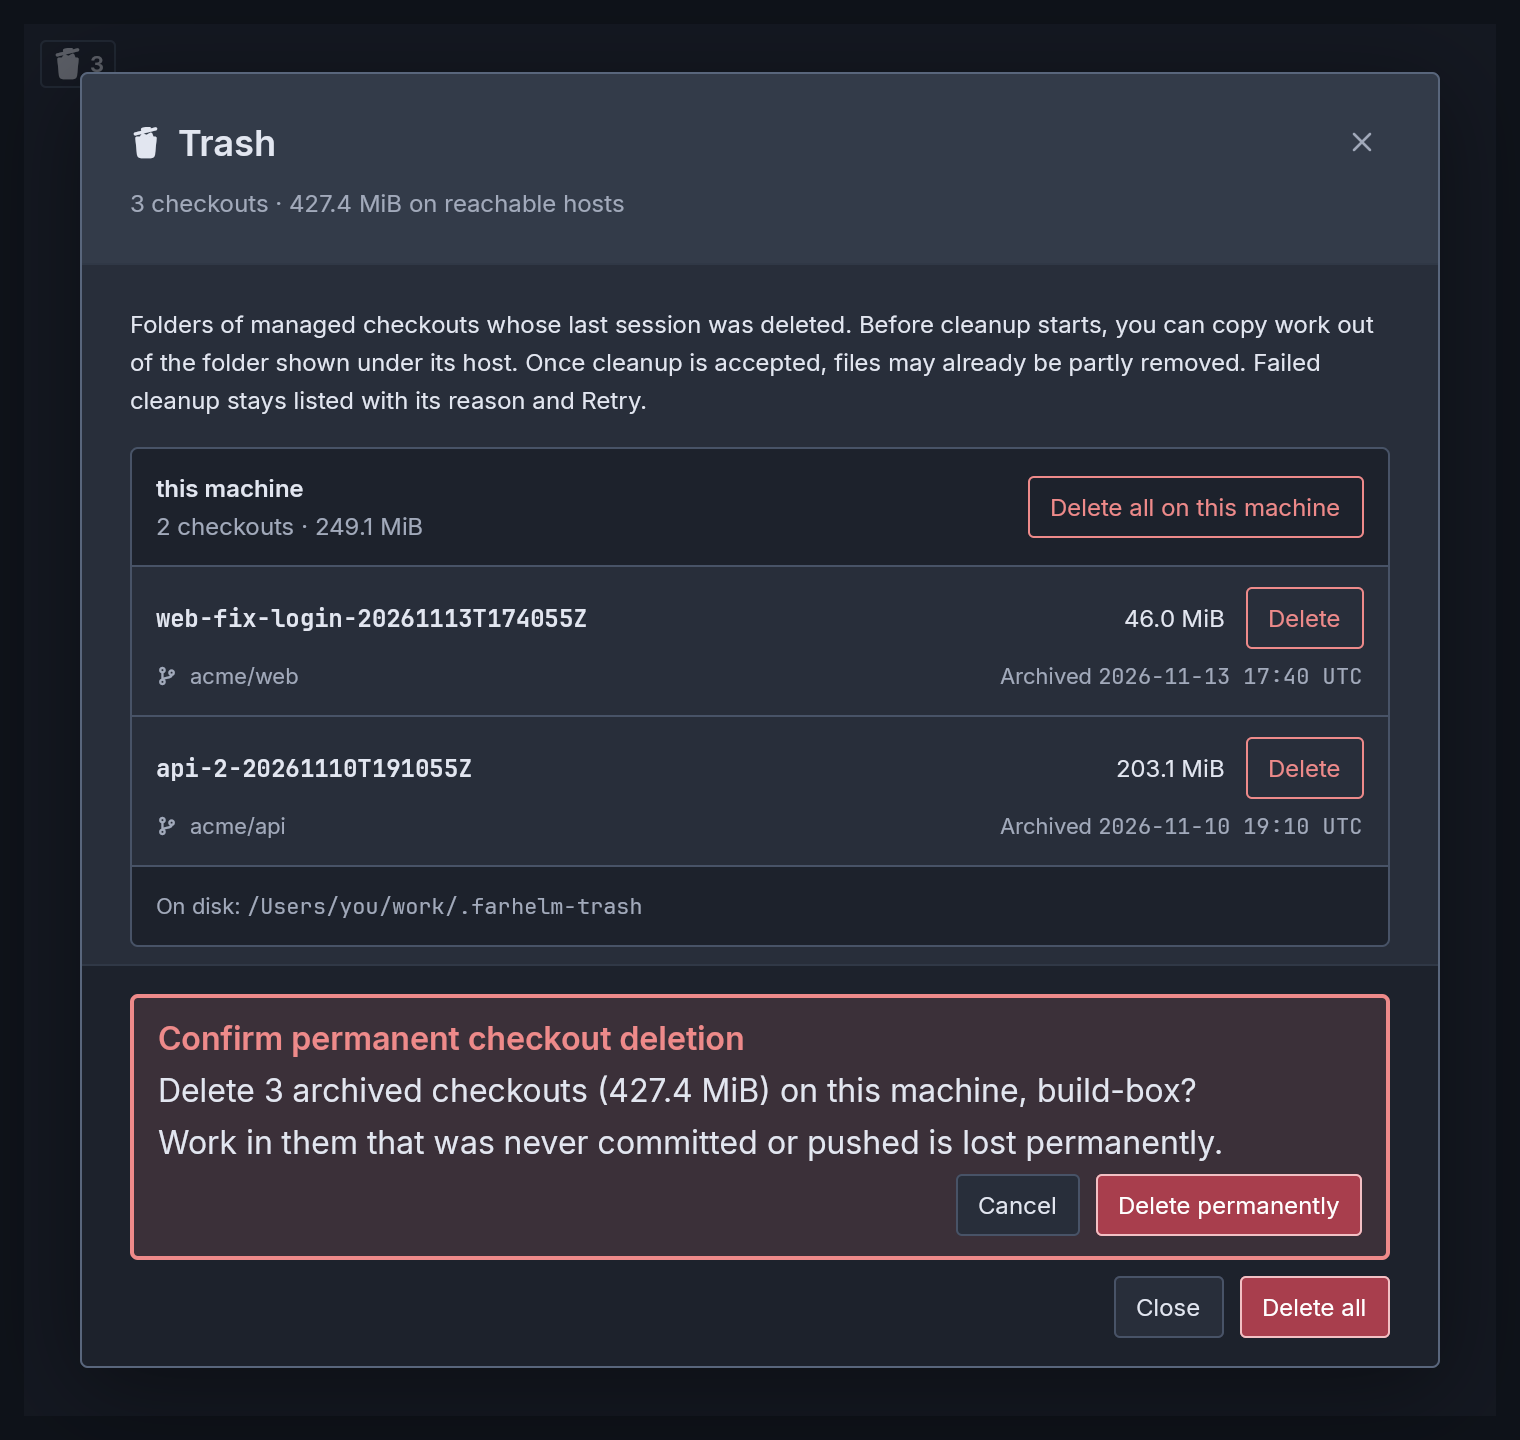 3
Trash
3 checkouts · 427.4 MiB on reachable hosts
Folders of managed checkouts whose last session was deleted. Before cleanup starts, you can copy work out
of the folder shown under its host. Once cleanup is accepted, files may already be partly removed. Failed
cleanup stays listed with its reason and Retry.
this machine
2 checkouts · 249.1 MiB
Delete all on this machine
web-fix-login-20261113T174055Z
46.0 MiB
Delete
acme/web
Archived 2026-11-13 17:40 UTC
api-2-20261110T191055Z
203.1 MiB
Delete
acme/api
Archived 2026-11-10 19:10 UTC
On disk: /Users/you/work/.farhelm-trash
Confirm permanent checkout deletion
Delete 3 archived checkouts (427.4 MiB) on this machine, build-box?
Work in them that was never committed or pushed is lost permanently.
Cancel
Delete permanently
Close
Delete all